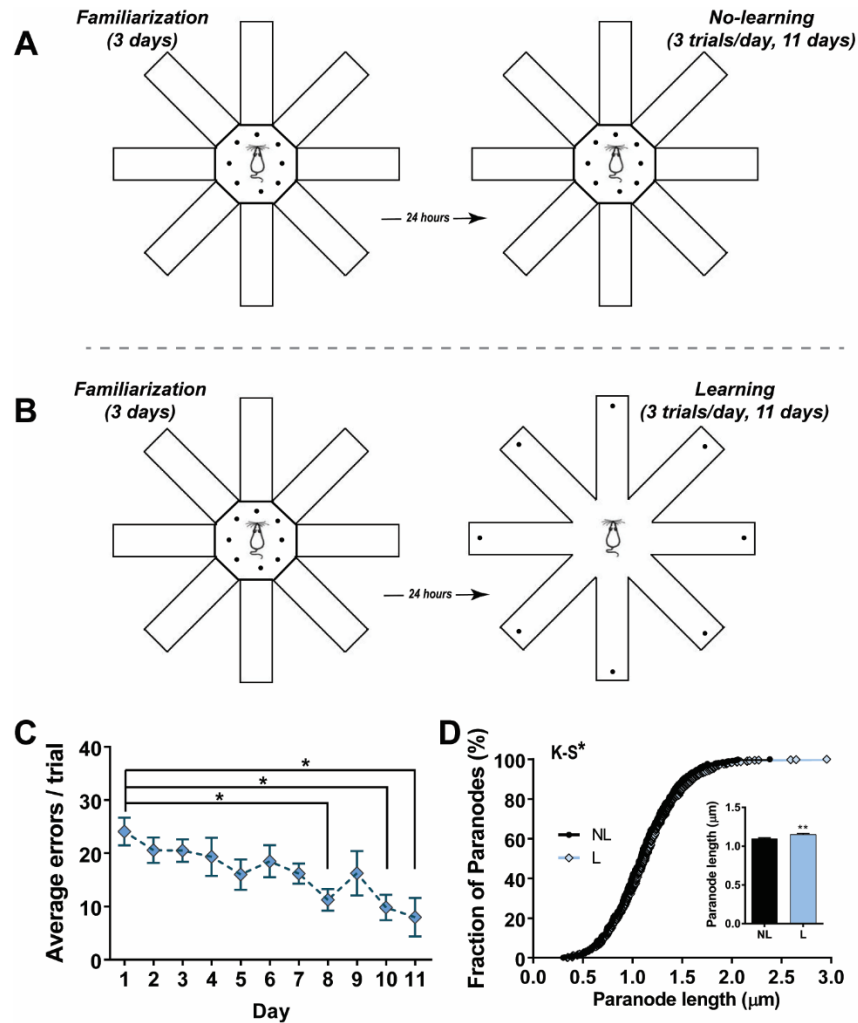 A
Familiarization
(3 days)
No-learning
(3 trials/day, 11 days)
24 hours
B
Familiarization
(3 days)
Learning
(3 trials/day, 11 days)
24 hours
C
Average errors / trial
40
30
20
10
0
*
*
*
1 2 3 4 5 6 7 8 9 10 11
Day
D
Fraction of Paranodes (%)
K-S*
100
80
60
40
20
0
NL
L
Paranode length (μm)
1.5
1.0
0.5
0.0
**
NL L
0.0 0.5 1.0 1.5 2.0 2.5 3.0
Paranode length (μm)